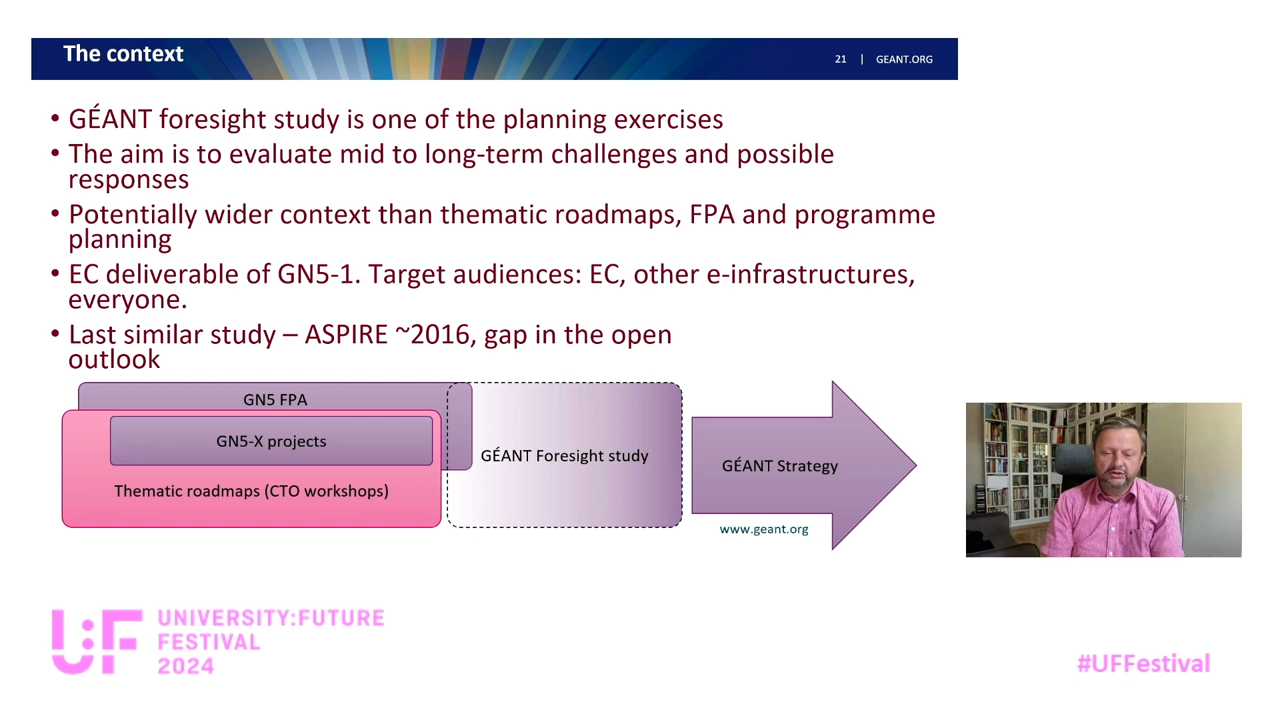 The context
21 | GEANT.ORG
• GÉANT foresight study is one of the planning exercises
• The aim is to evaluate mid to long-term challenges and possible
responses
• Potentially wider context than thematic roadmaps, FPA and programme
planning
• EC deliverable of GN5-1. Target audiences: EC, other e-infrastructures,
everyone.
• Last similar study – ASPIRE ~2016, gap in the open
outlook
GN5 FPA
GN5-X projects
Thematic roadmaps (CTO workshops)
GÉANT Foresight study
GÉANT Strategy
www.geant.org
U:F
UNIVERSITY:FUTURE
FESTIVAL
2024
#UFFestival